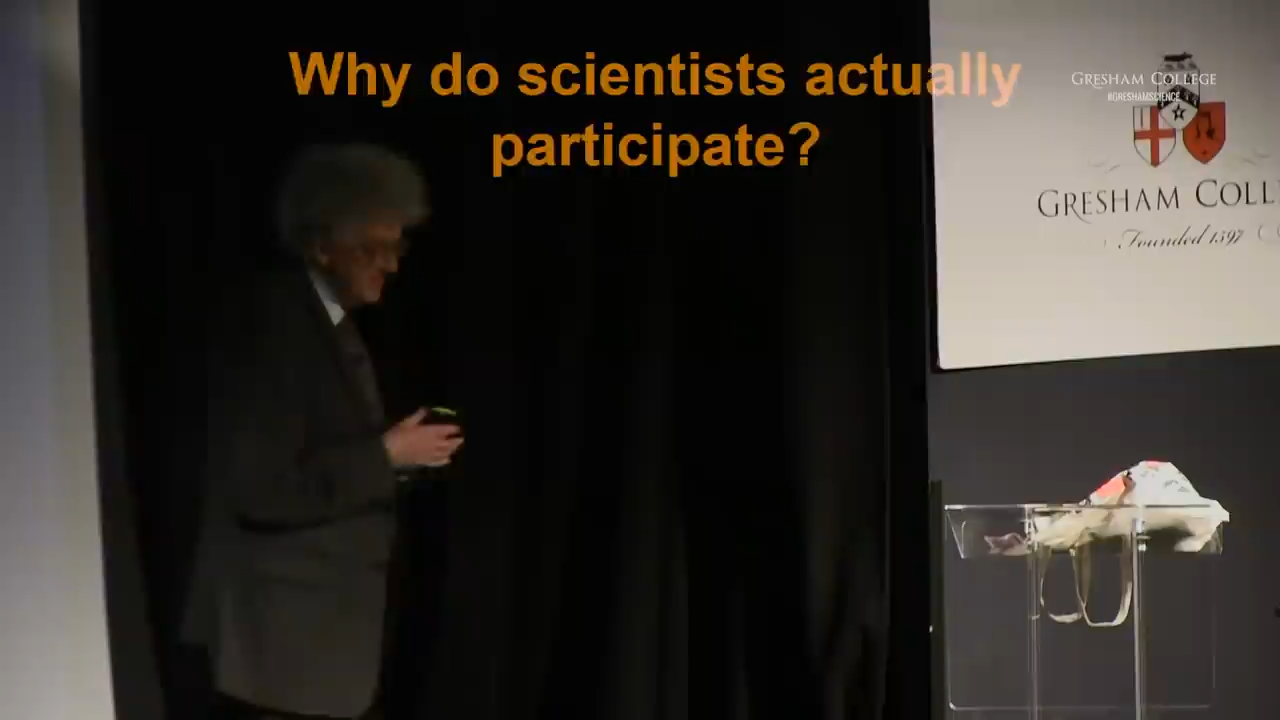 Why do scientists actually
participate?
GRESHAM COLLEGE
#GRESHAMSCIENCE
GRESHAM COLL
Founded 1597